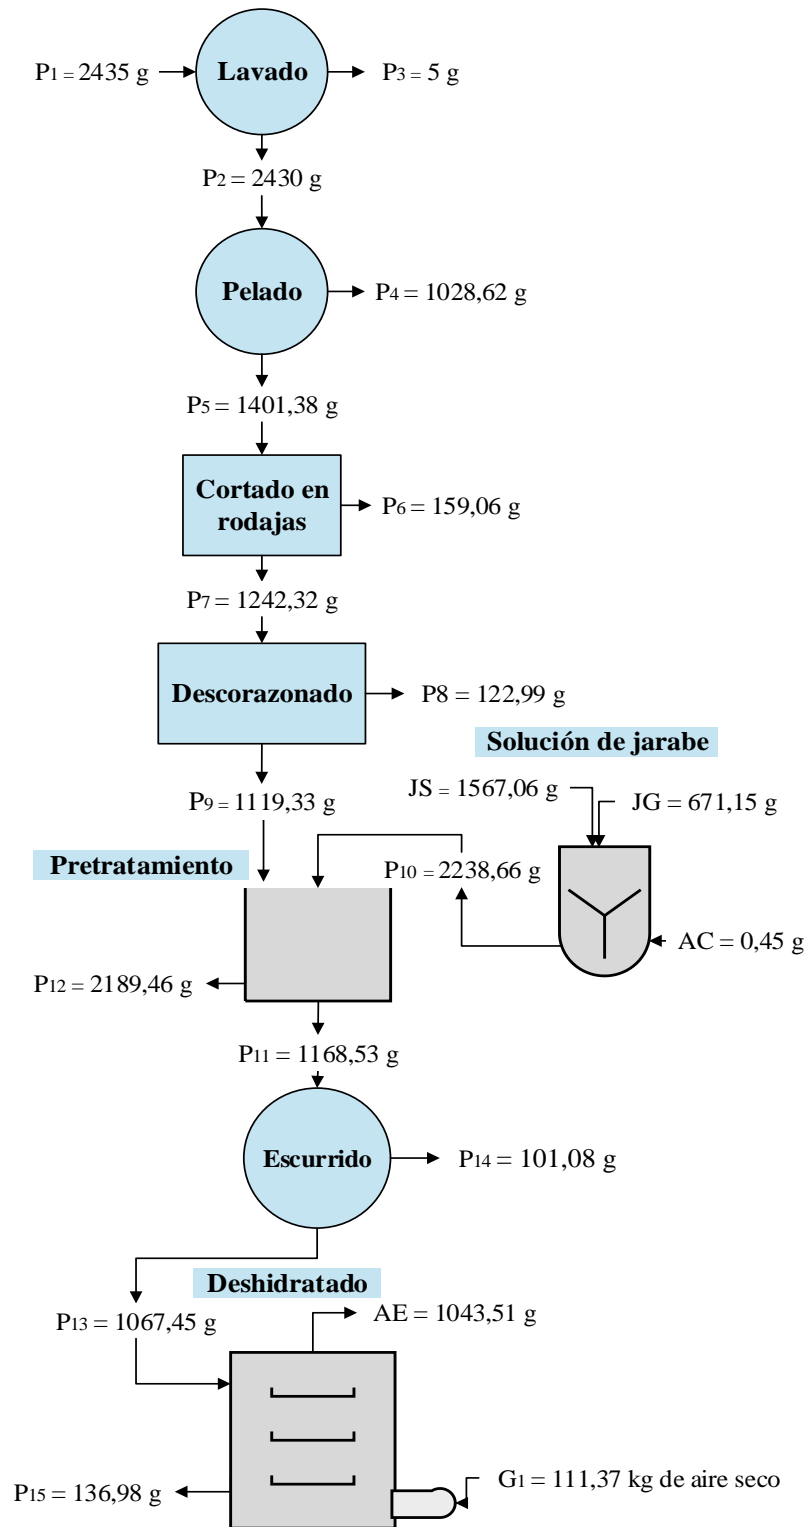 P1 = 2435 g
Lavado
P3 = 5 g
P2 = 2430 g
Pelado
P4 = 1028,62 g
P5 = 1401,38 g
Cortado en
rodajas
P6 = 159,06 g
P7 = 1242,32 g
Descorazonado
P8 = 122,99 g
Solución de jarabe
P9 = 1119,33 g
JS = 1567,06 g
JG = 671,15 g
Pretratamiento
P10 = 2238,66 g
AC = 0,45 g
P12 = 2189,46 g
P11 = 1168,53 g
Escurrido
P14 = 101,08 g
Deshidratado
P13 = 1067,45 g
AE = 1043,51 g
P15 = 136,98 g
G1 = 111,37 kg de aire seco